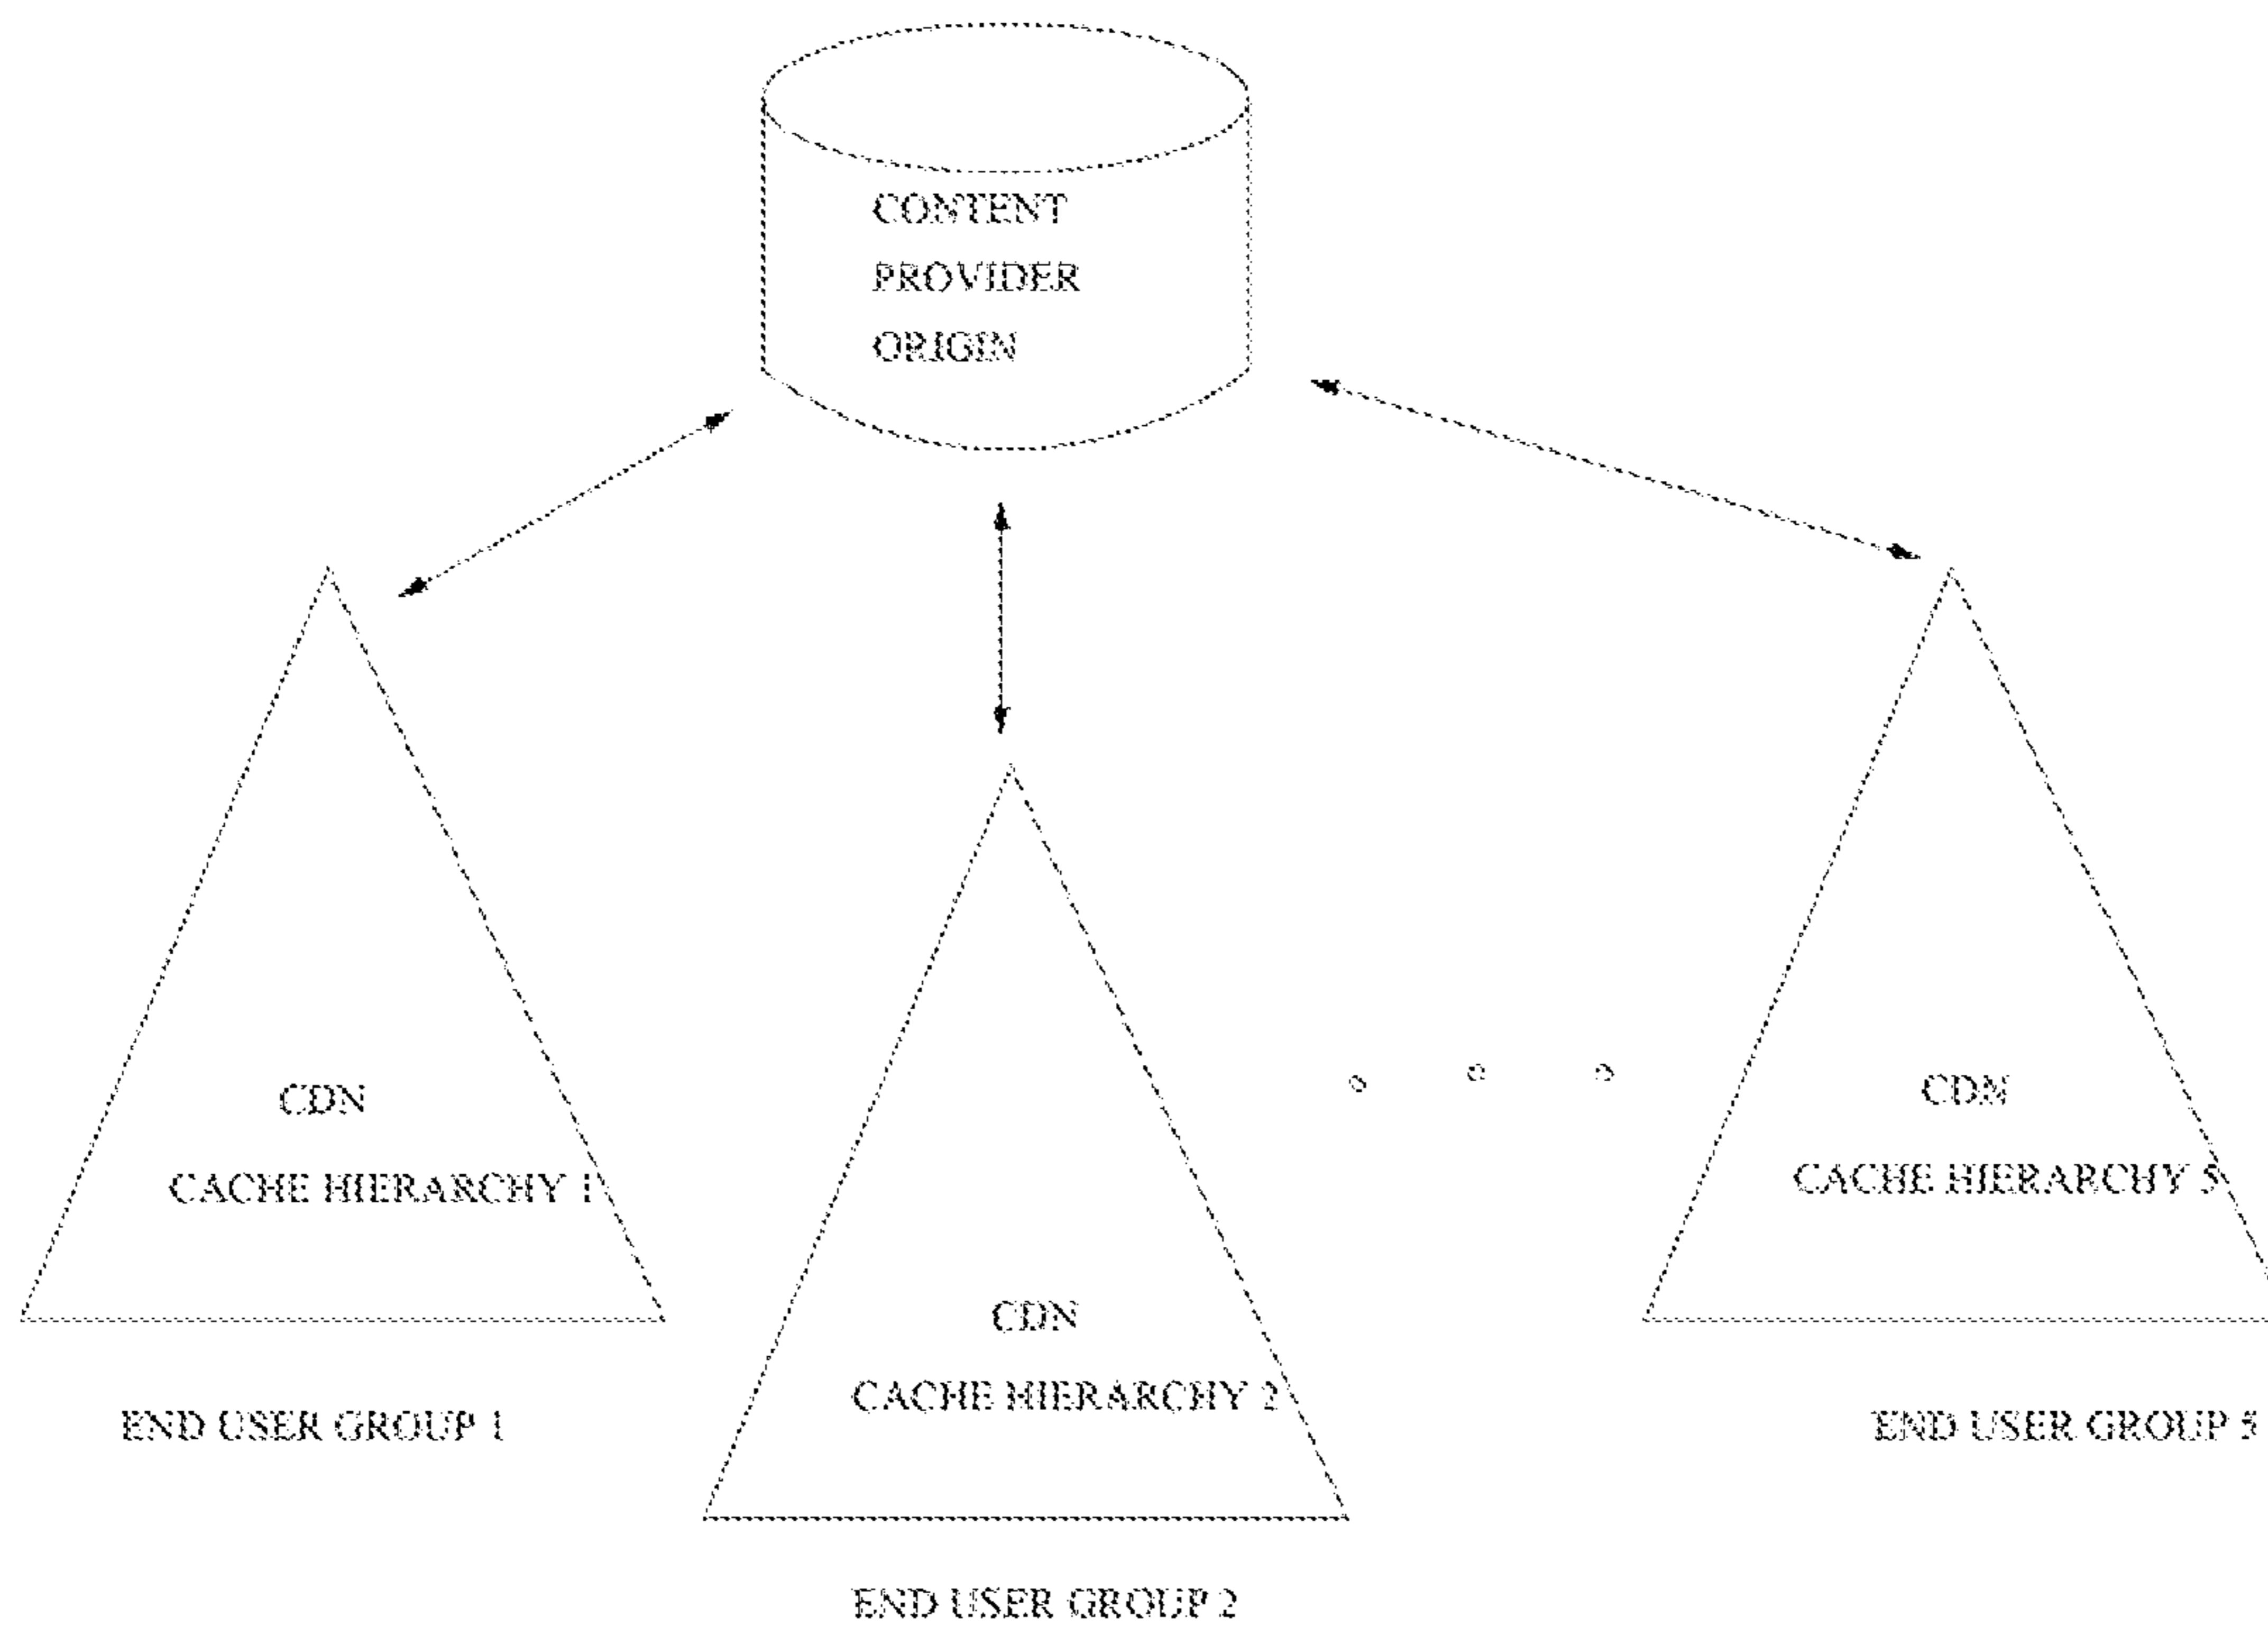 CONTENT
PROVIDER
ORIGIN
CDN
CACHE HIERARCHY 1
END USER GROUP 1
CDN
CACHE HIERARCHY 2
END USER GROUP 2
CDN
CACHE HIERARCHY 5
END USER GROUP 5